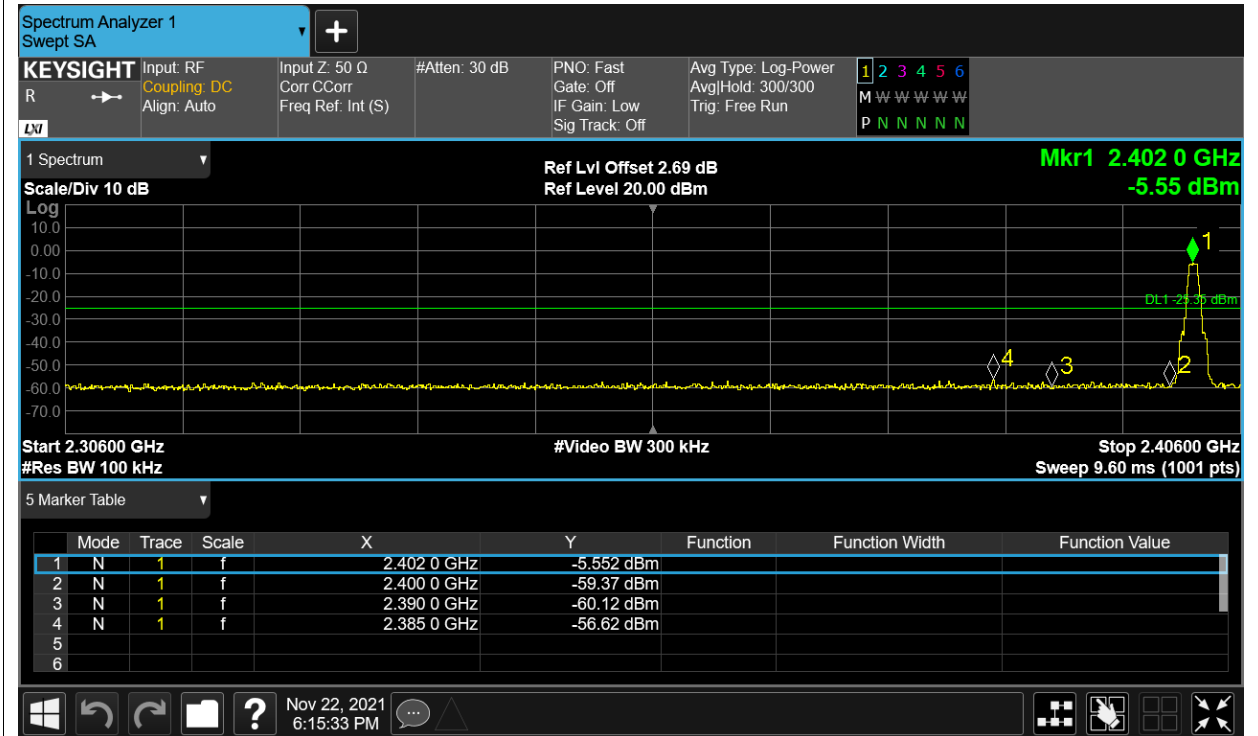 Spectrum Analyzer 1
Swept SA
+
KEYSIGHT
R
LXI
Input: RF
Coupling: DC
Align: Auto
Input Z: 50 Ω
Corr CCorr
Freq Ref: Int (S)
#Atten: 30 dB
PNO: Fast
Gate: Off
IF Gain: Low
Sig Track: Off
Avg Type: Log-Power
Avg|Hold: 300/300
Trig: Free Run
1 2 3 4 5 6
M W W W W W
P N N N N N
1 Spectrum
Scale/Div 10 dB
Ref Lvl Offset 2.69 dB
Ref Level 20.00 dBm
Mkr1 2.402 0 GHz
-5.55 dBm
Log
10.0
0.00
-10.0
-20.0
-30.0
-40.0
-50.0
-60.0
-70.0
1
DL1 -25.35 dBm
4
3
2
Start 2.30600 GHz
#Video BW 300 kHz
Stop 2.40600 GHz
#Res BW 100 kHz
Sweep 9.60 ms (1001 pts)
5 Marker Table
Mode Trace Scale X Y Function Function Width Function Value
1 N 1 f 2.402 0 GHz -5.552 dBm
2 N 1 f 2.400 0 GHz -59.37 dBm
3 N 1 f 2.390 0 GHz -60.12 dBm
4 N 1 f 2.385 0 GHz -56.62 dBm
5
6
?
Nov 22, 2021
6:15:33 PM